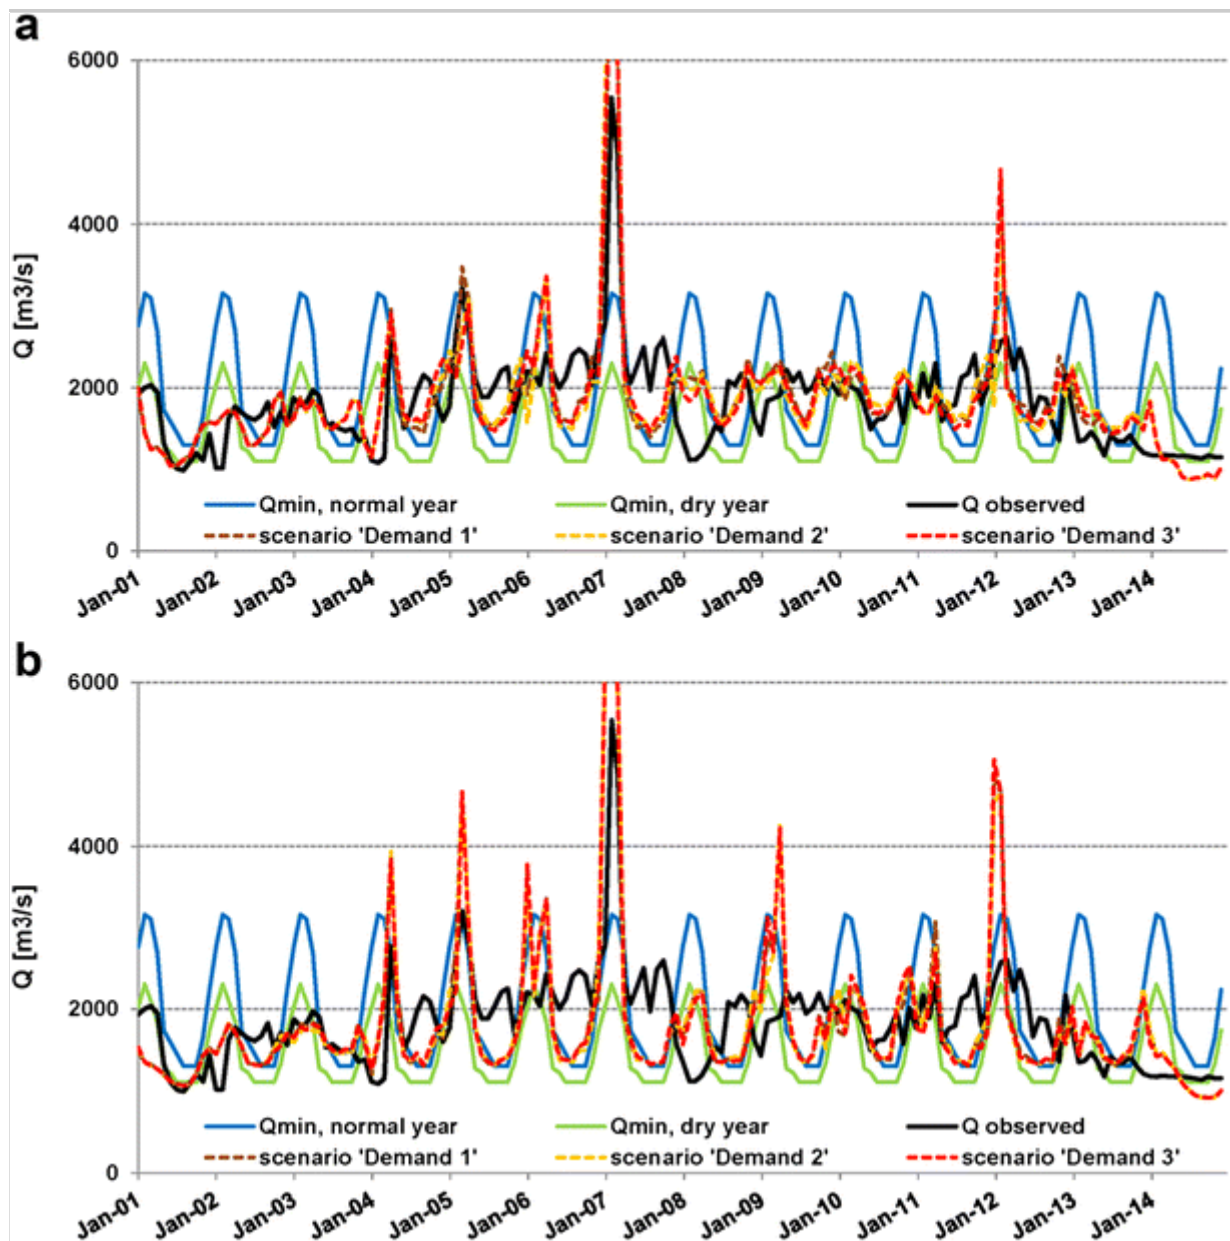 a
6000
4000
2000
0
Q [m3/s]
Qmin, normal year Qmin, dry year Q observed
scenario 'Demand 1' scenario 'Demand 2' scenario 'Demand 3'
Jan-01 Jan-02 Jan-03 Jan-04 Jan-05 Jan-06 Jan-07 Jan-08 Jan-09 Jan-10 Jan-11 Jan-12 Jan-13 Jan-14
b
6000
4000
2000
0
Q [m3/s]
Qmin, normal year Qmin, dry year Q observed
scenario 'Demand 1' scenario 'Demand 2' scenario 'Demand 3'
Jan-01 Jan-02 Jan-03 Jan-04 Jan-05 Jan-06 Jan-07 Jan-08 Jan-09 Jan-10 Jan-11 Jan-12 Jan-13 Jan-14